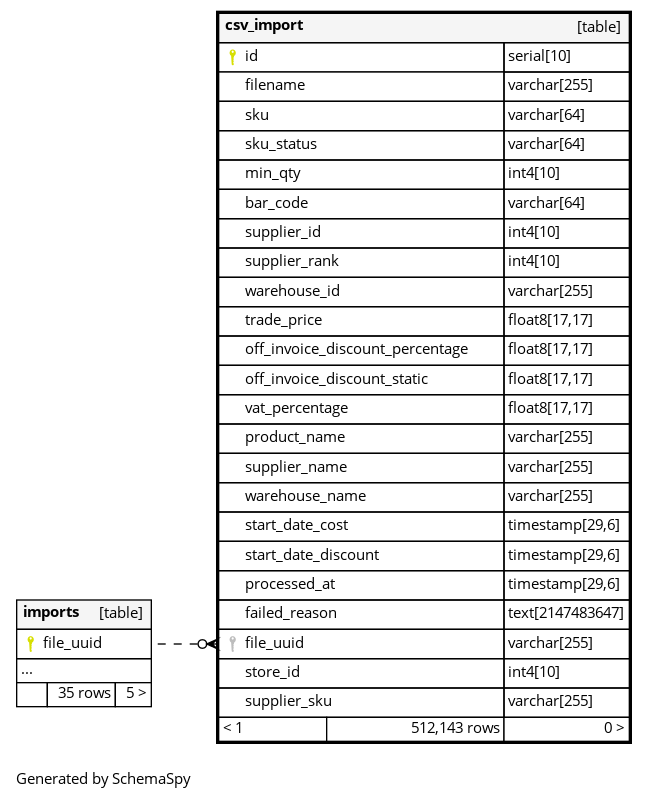 csv_import [table]
id serial[10]
filename varchar[255]
sku varchar[64]
sku_status varchar[64]
min_qty int4[10]
bar_code varchar[64]
supplier_id int4[10]
supplier_rank int4[10]
warehouse_id varchar[255]
trade_price float8[17,17]
off_invoice_discount_percentage float8[17,17]
off_invoice_discount_static float8[17,17]
vat_percentage float8[17,17]
product_name varchar[255]
supplier_name varchar[255]
warehouse_name varchar[255]
start_date_cost timestamp[29,6]
start_date_discount timestamp[29,6]
processed_at timestamp[29,6]
failed_reason text[2147483647]
file_uuid varchar[255]
store_id int4[10]
supplier_sku varchar[255]
< 1 512,143 rows 0 >
imports [table]
file_uuid
...
35 rows 5 >
Generated by SchemaSpy